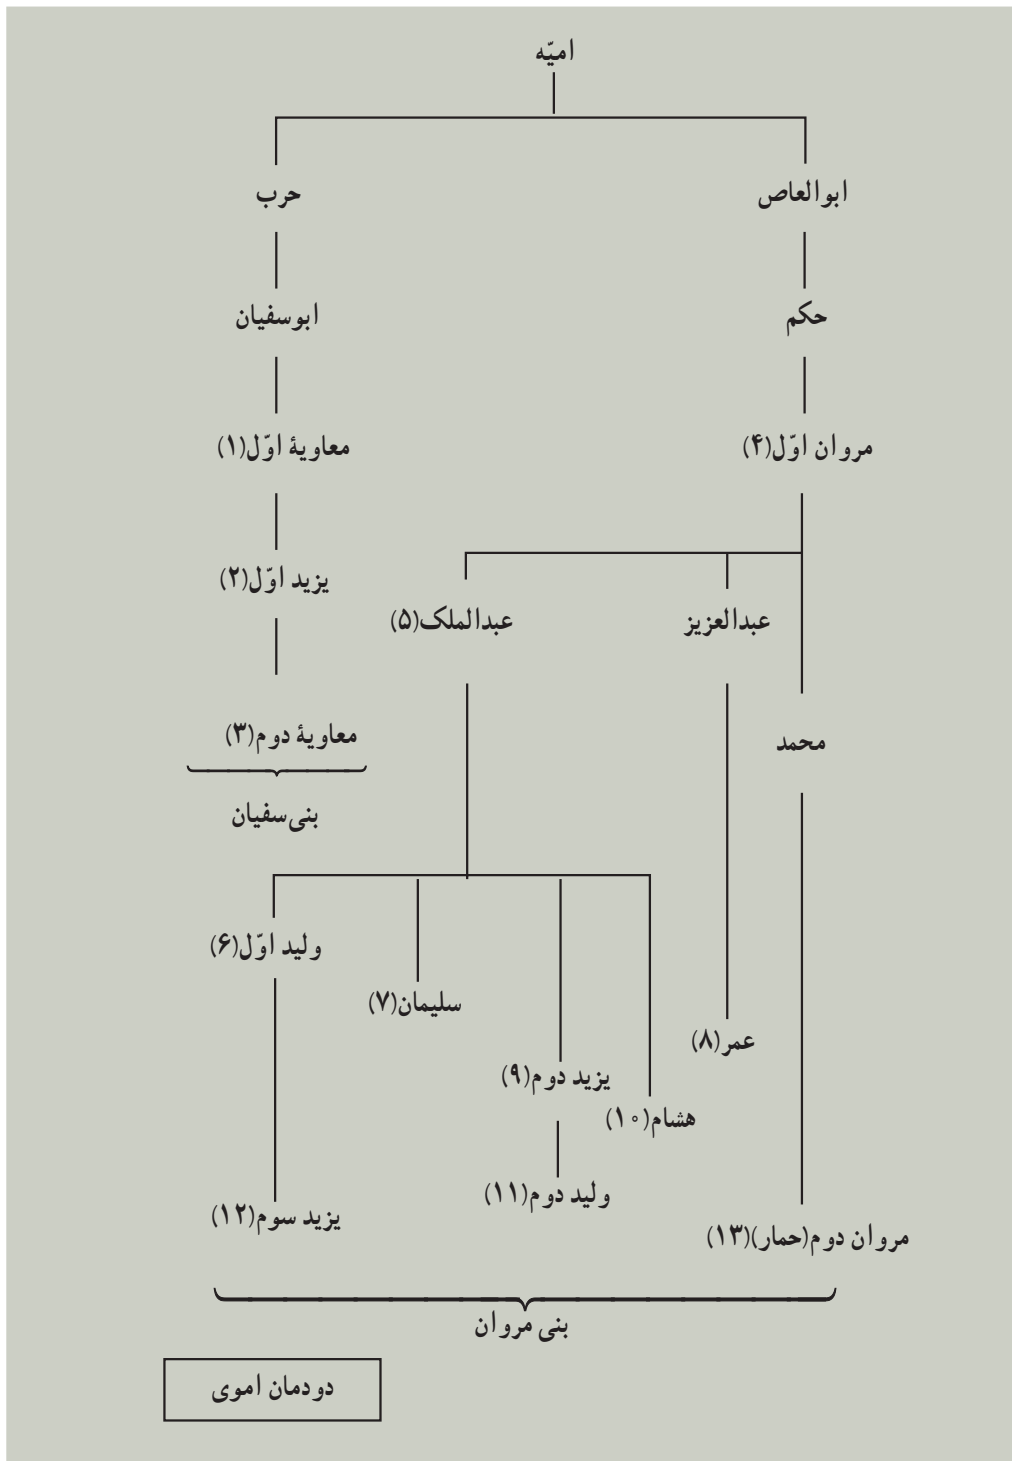 امیّه
ابوالعاص
حرب
حکم
ابوسفیان
مروان اوّل(۴)
معاویهٔ اوّل(۱)
یزید اوّل(۲)
عبدالعزیز
عبدالملک(۵)
محمد
معاویهٔ دوم(۳)
بنی‌سفیان
ولید اوّل(۶)
سلیمان(۷)
عمر(۸)
یزید دوم(۹)
هشام(۱۰)
ولید دوم(۱۱)
یزید سوم(۱۲)
مروان دوم(حمار)(۱۳)
بنی مروان
دودمان اموی